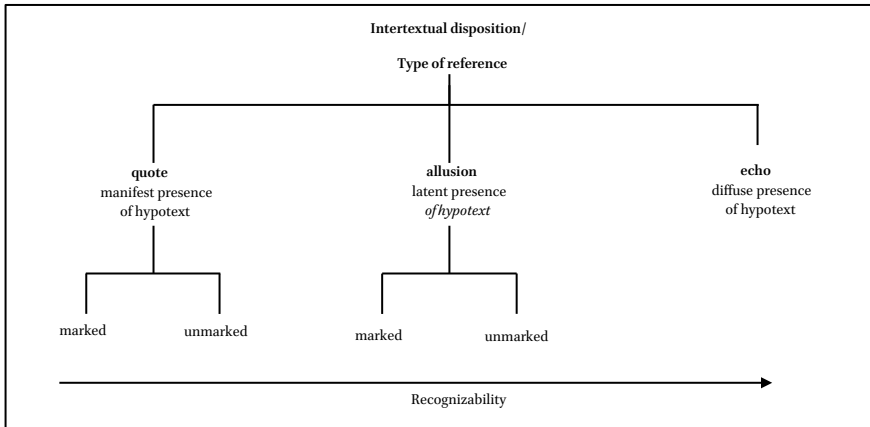 Intertextual disposition/
Type of reference
quote
manifest presence
of hypotext
allusion
latent presence
of hypotext
echo
diffuse presence
of hypotext
marked
unmarked
marked
unmarked
Recognizability